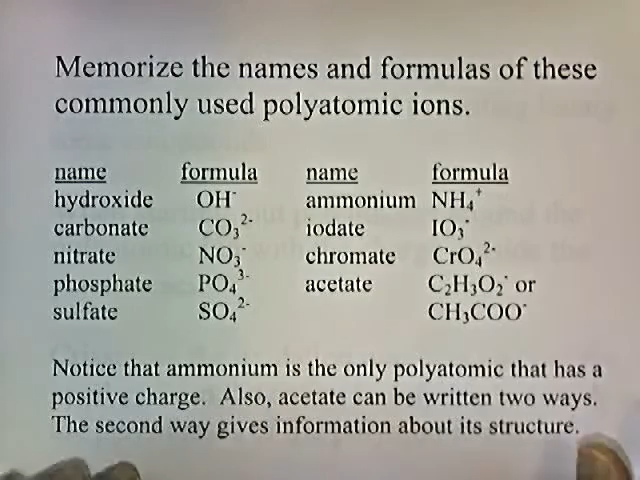 Memorize the names and formulas of these
commonly used polyatomic ions.
name formula name formula
hydroxide OH⁻ ammonium NH₄⁺
carbonate CO₃²⁻ iodate IO₃⁻
nitrate NO₃⁻ chromate CrO₄²⁻
phosphate PO₄³⁻ acetate C₂H₃O₂⁻ or
sulfate SO₄²⁻ CH₃COO⁻
Notice that ammonium is the only polyatomic that has a
positive charge. Also, acetate can be written two ways.
The second way gives information about its structure.